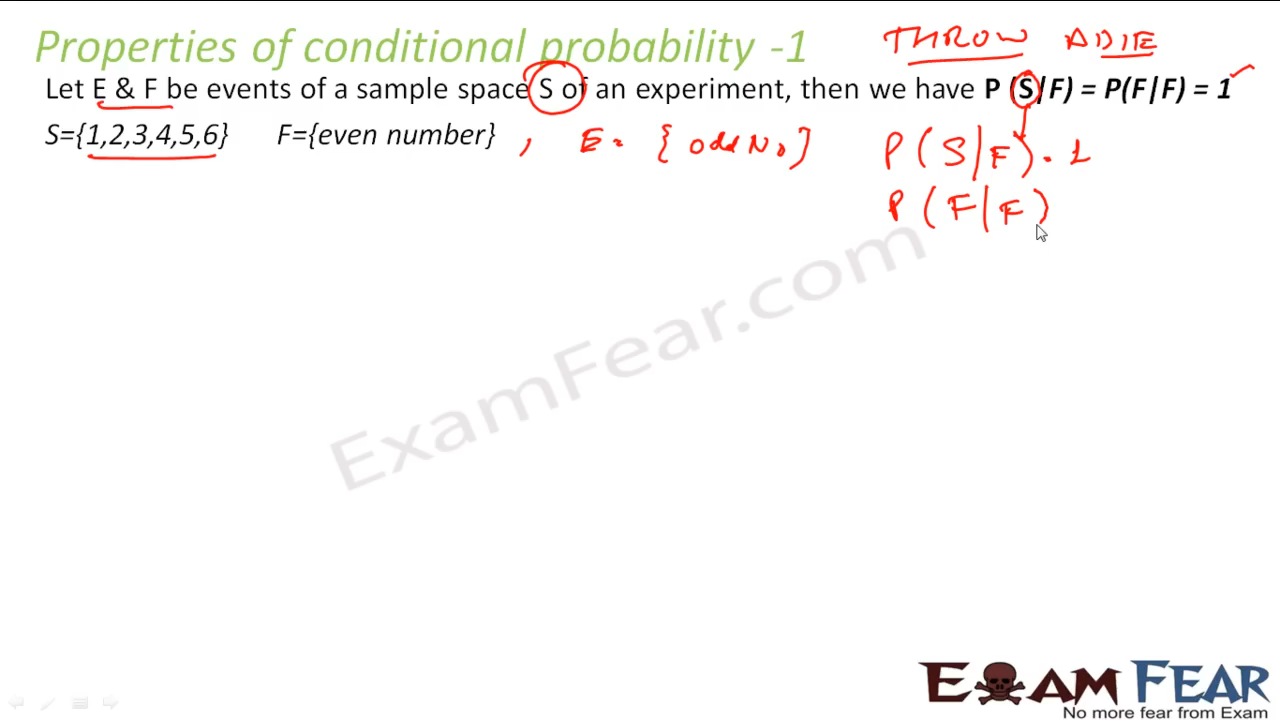 Properties of conditional probability -1
THROW A DIE
Let E & F be events of a sample space S of an experiment, then we have P (S|F) = P(F|F) = 1
S={1,2,3,4,5,6} F={even number} , E = {odd No}
P(S|F) = 1
P(F|F)
ExamFear.com
EXAM FEAR
No more fear from Exam